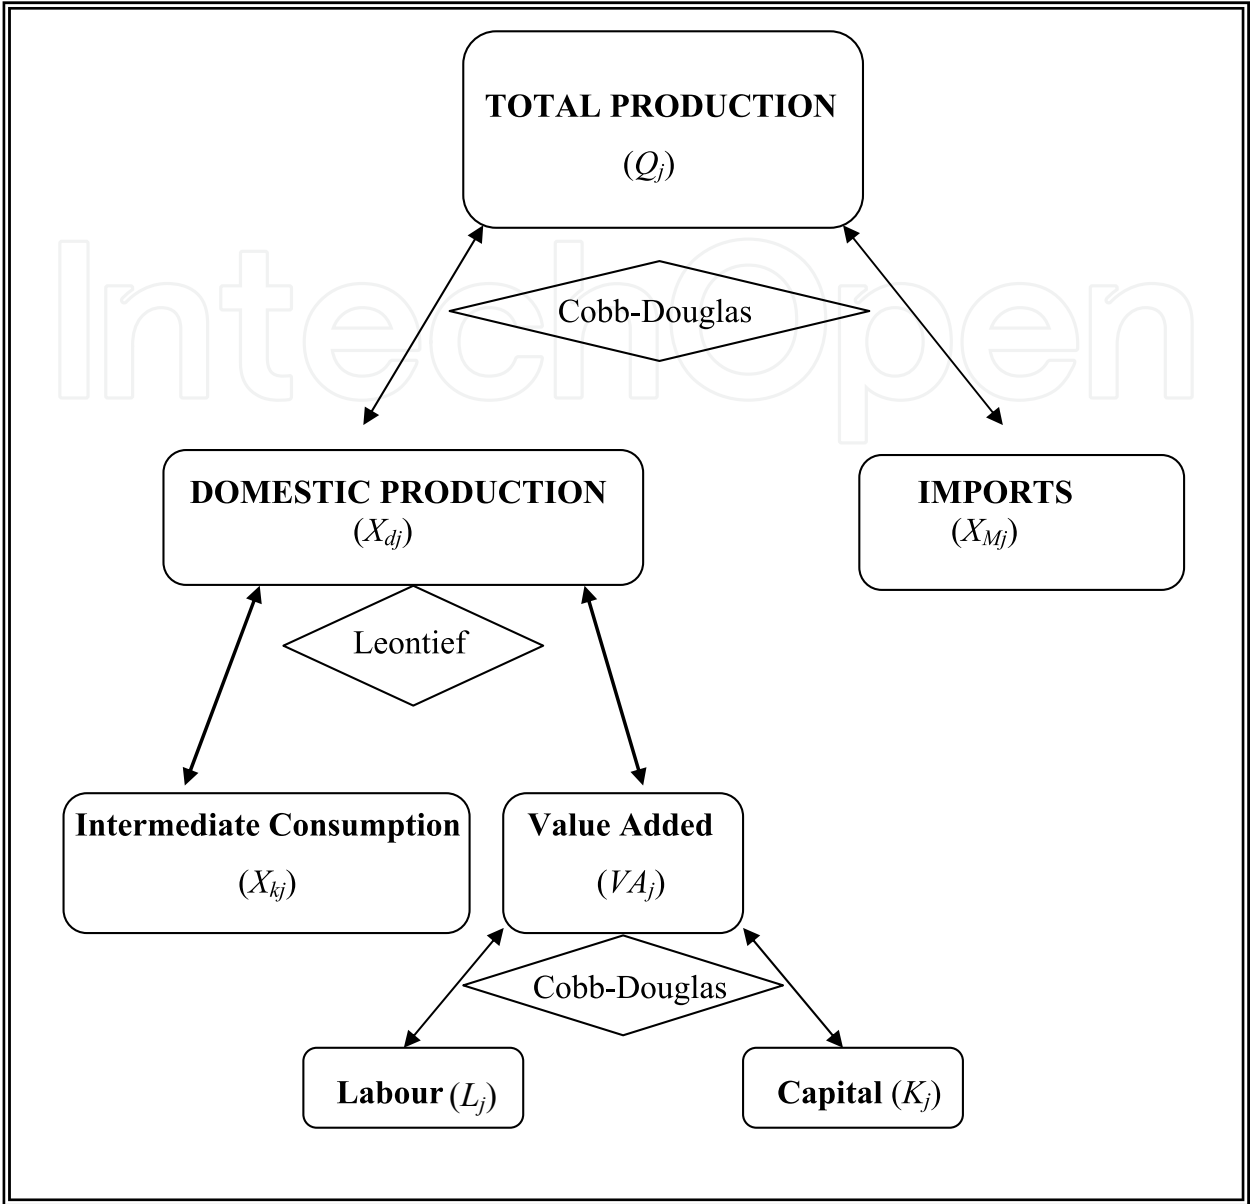 TOTAL PRODUCTION
(Qj)
IntechOpen
Cobb-Douglas
DOMESTIC PRODUCTION
(Xdj)
IMPORTS
(XMj)
Leontief
Intermediate Consumption
(Xkj)
Value Added
(VAj)
Cobb-Douglas
Labour (Lj)
Capital (Kj)